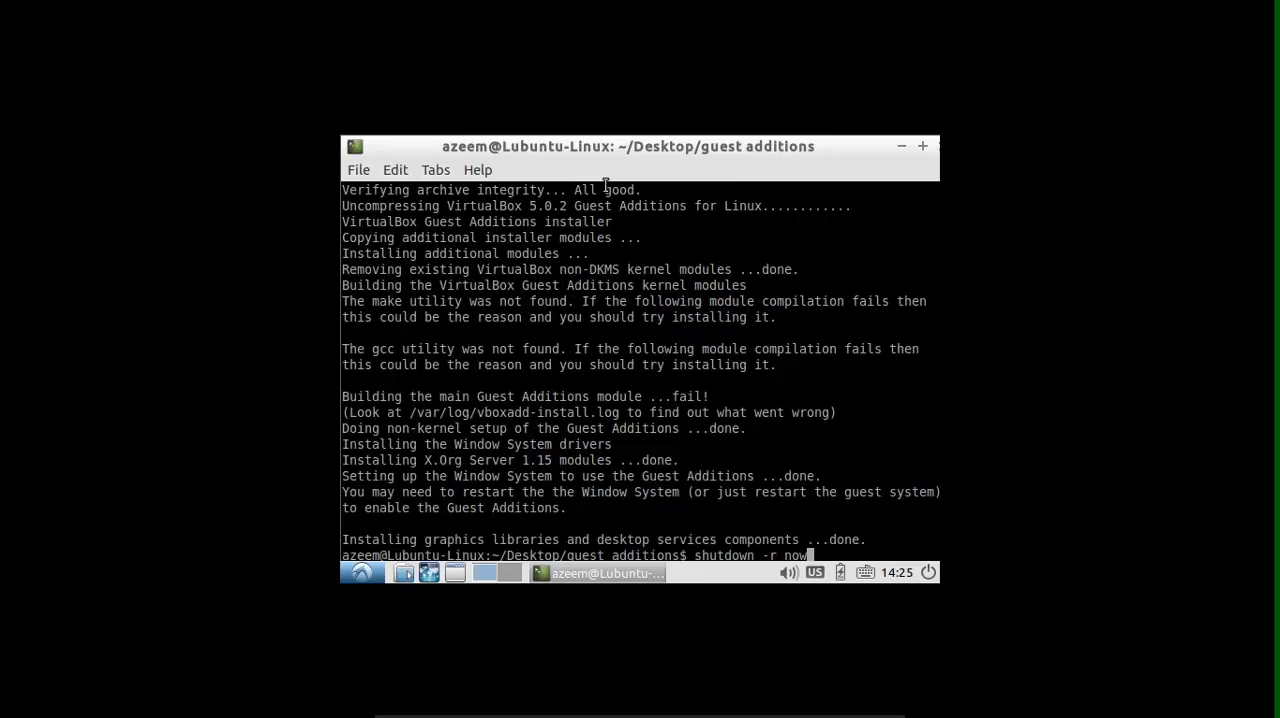 azeem@Lubuntu-Linux: ~/Desktop/guest additions
File Edit Tabs Help
Verifying archive integrity... All good.
Uncompressing VirtualBox 5.0.2 Guest Additions for Linux............
VirtualBox Guest Additions installer
Copying additional installer modules ...
Installing additional modules ...
Removing existing VirtualBox non-DKMS kernel modules ...done.
Building the VirtualBox Guest Additions kernel modules
The make utility was not found. If the following module compilation fails then
this could be the reason and you should try installing it.
The gcc utility was not found. If the following module compilation fails then
this could be the reason and you should try installing it.
Building the main Guest Additions module ...fail!
(Look at /var/log/vboxadd-install.log to find out what went wrong)
Doing non-kernel setup of the Guest Additions ...done.
Installing the Window System drivers
Installing X.Org Server 1.15 modules ...done.
Setting up the Window System to use the Guest Additions ...done.
You may need to restart the the Window System (or just restart the guest system)
to enable the Guest Additions.
Installing graphics libraries and desktop services components ...done.
azeem@Lubuntu-Linux:~/Desktop/guest additions$ shutdown -r now
azeem@Lubuntu-... US 14:25